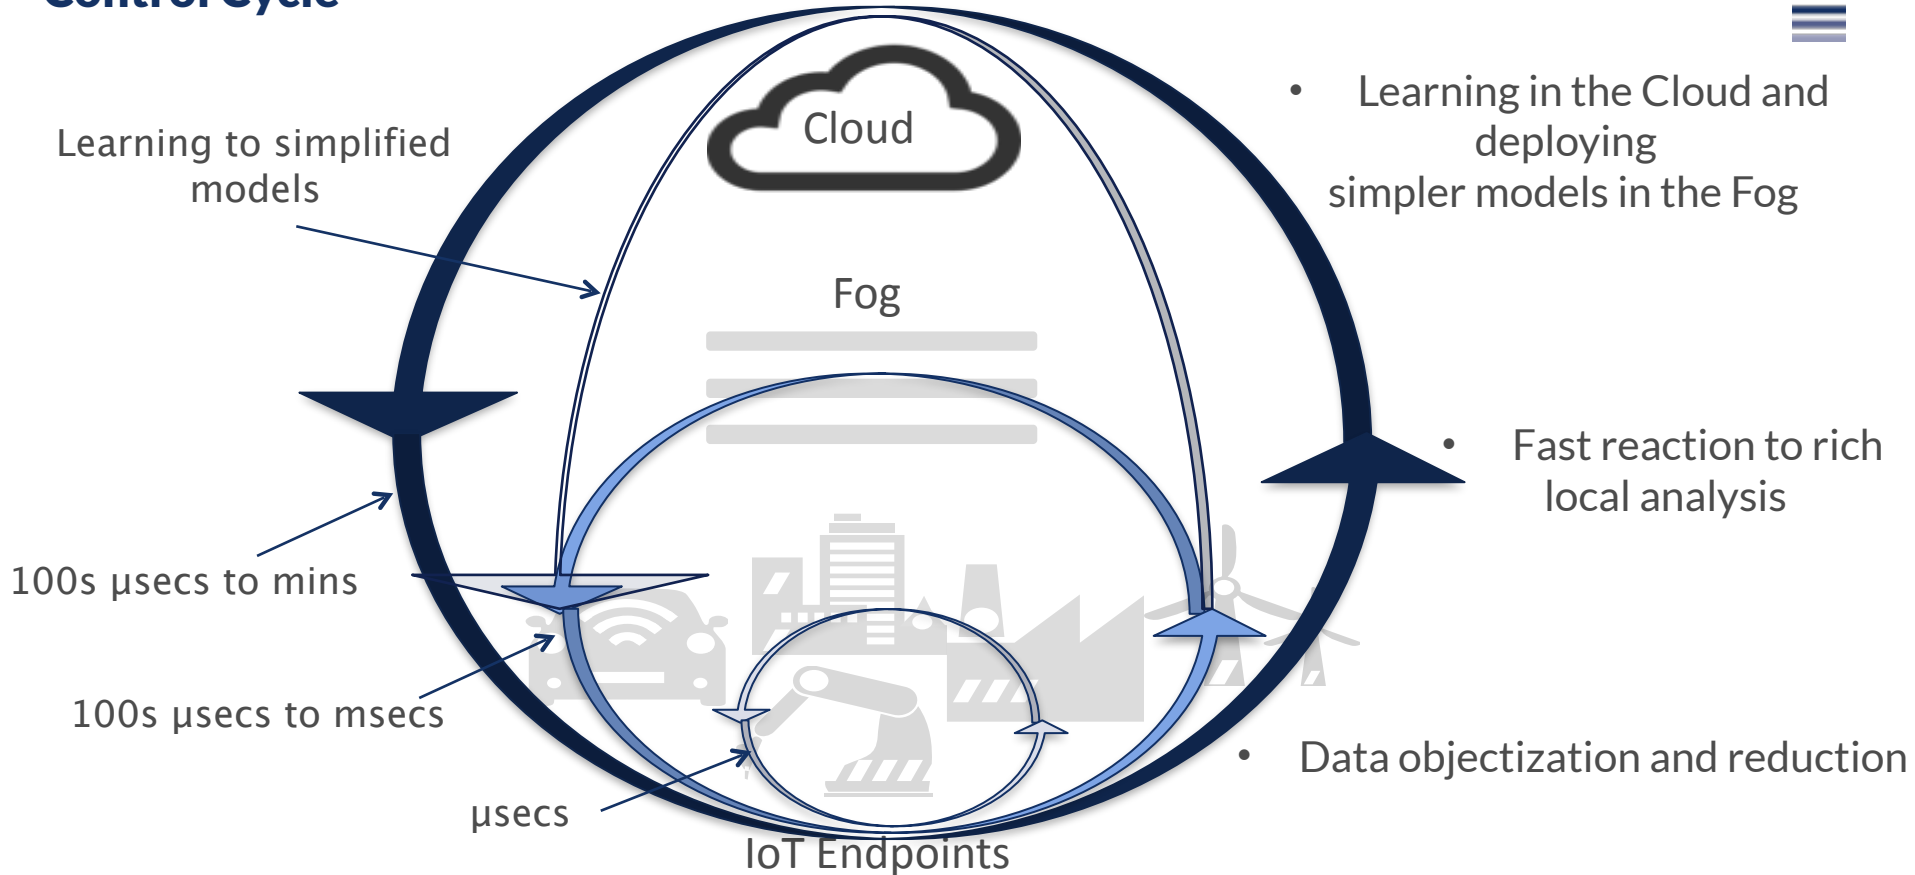 Control Cycle
Cloud
Learning to simplified
models
Fog
100s µsecs to mins
100s µsecs to msecs
µsecs
IoT Endpoints
• Learning in the Cloud and
deploying
simpler models in the Fog
• Fast reaction to rich
local analysis
• Data objectization and reduction